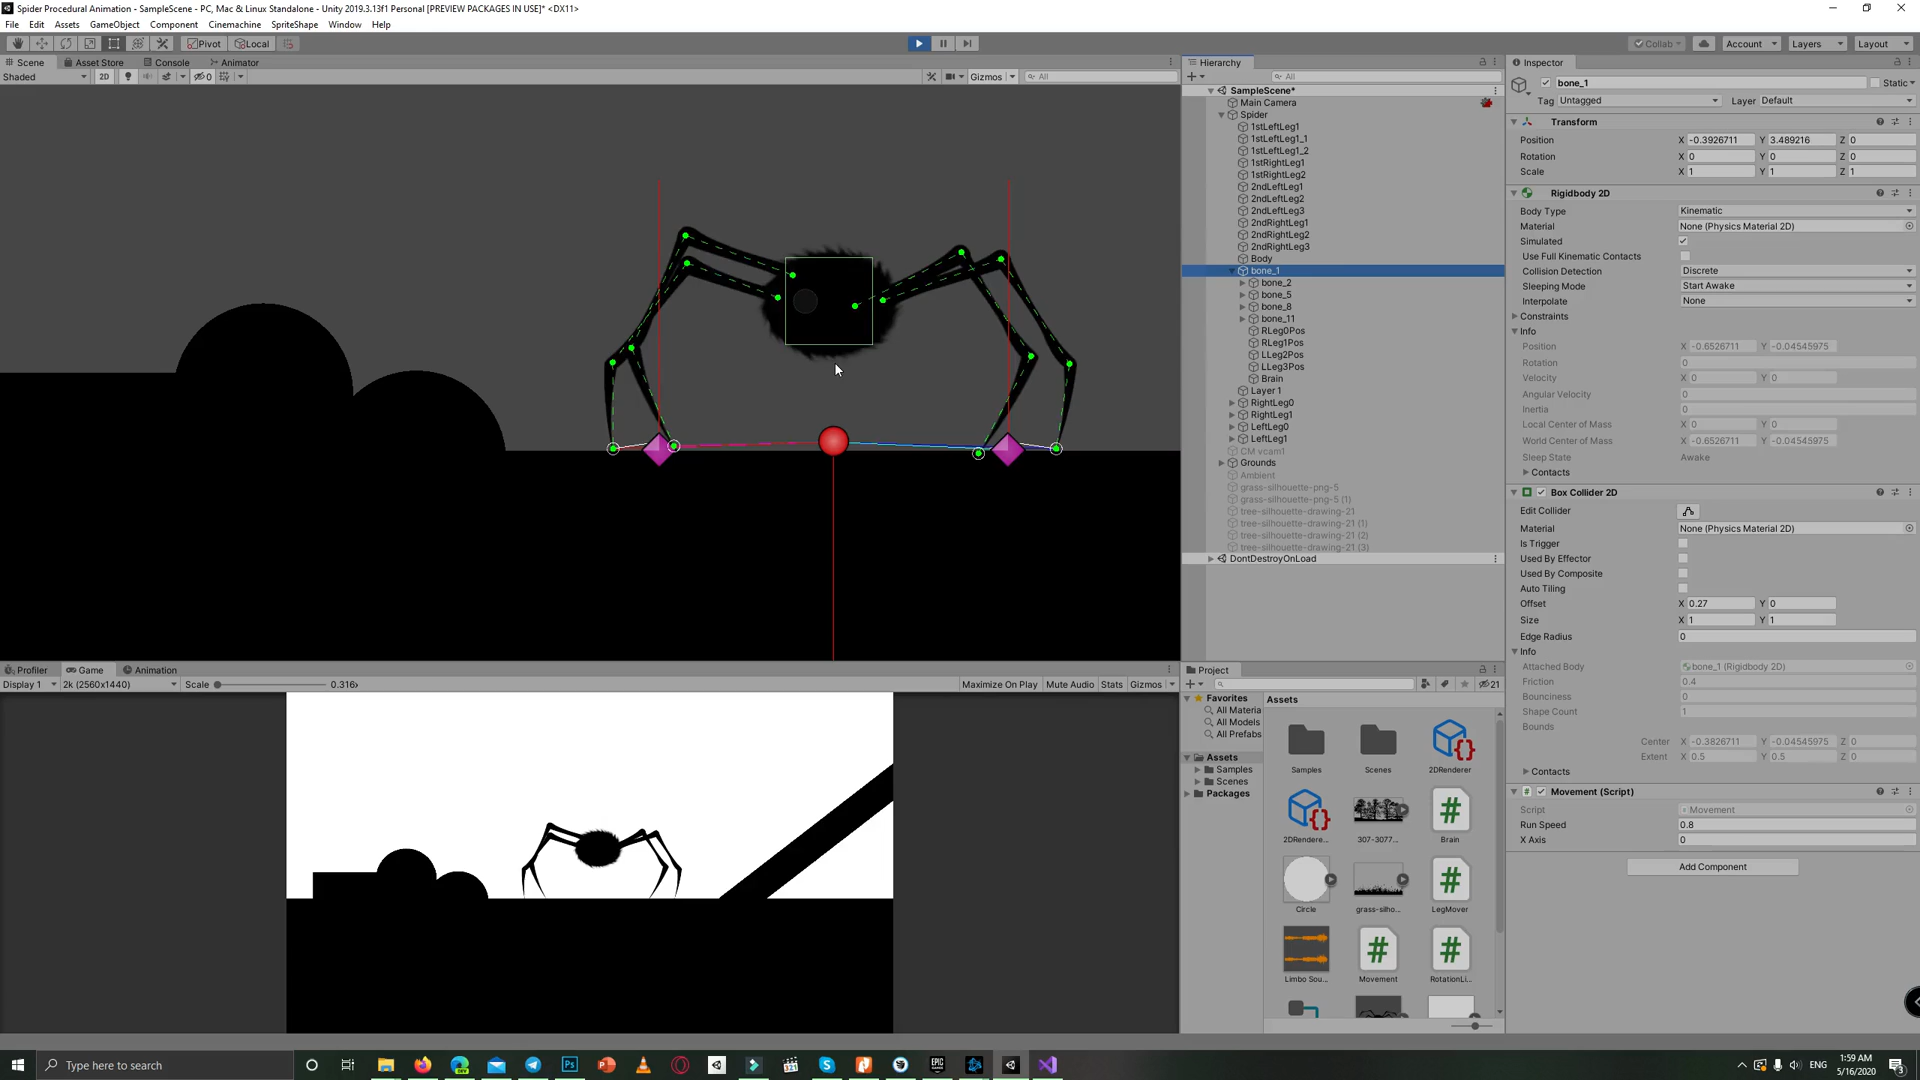 Spider Procedural Animation - SampleScene - PC, Mac & Linux Standalone - Unity 2019.3.13f1 Personal [PREVIEW PACKAGES IN USE]* <DX11>
File Edit Assets GameObject Component Cinemachine SpriteShape Window Help
Pivot Local
Collab Account Layers Layout
Scene Asset Store Console Animator
Shaded 2D 0 Gizmos All
Hierarchy
All
SampleScene*
Main Camera
Spider
1stLeftLeg1
1stLeftLeg1_1
1stLeftLeg1_2
1stRightLeg1
1stRightLeg2
2ndLeftLeg1
2ndLeftLeg2
2ndLeftLeg3
2ndRightLeg1
2ndRightLeg2
2ndRightLeg3
Body
bone_1
bone_2
bone_5
bone_8
bone_11
RLeg0Pos
RLeg1Pos
LLeg2Pos
LLeg3Pos
Brain
Layer 1
RightLeg0
RightLeg1
LeftLeg0
LeftLeg1
CM vcam1
Grounds
Ambient
grass-silhouette-png-5
grass-silhouette-png-5 (1)
tree-silhouette-drawing-21
tree-silhouette-drawing-21 (1)
tree-silhouette-drawing-21 (2)
tree-silhouette-drawing-21 (3)
DontDestroyOnLoad
Inspector
bone_1 Static
Tag Untagged Layer Default
Transform
Position X -0.3926711 Y 3.489216 Z 0
Rotation X 0 Y 0 Z 0
Scale X 1 Y 1 Z 1
Rigidbody 2D
Body Type Kinematic
Material None (Physics Material 2D)
Simulated
Use Full Kinematic Contacts
Collision Detection Discrete
Sleeping Mode Start Awake
Interpolate None
Constraints
Info
Position X -0.6526711 Y -0.04545975
Rotation 0
Velocity X 0 Y 0
Angular Velocity 0
Inertia 0
Local Center of Mass X 0 Y 0
World Center of Mass X -0.6526711 Y -0.04545975
Sleep State Awake
Contacts
Box Collider 2D
Edit Collider
Material None (Physics Material 2D)
Is Trigger
Used By Effector
Used By Composite
Auto Tiling
Offset X 0.27 Y 0
Size X 1 Y 1
Edge Radius 0
Info
Attached Body bone_1 (Rigidbody 2D)
Friction 0.4
Bounciness 0
Shape Count 1
Bounds
Center X -0.3826711 Y -0.04545975 Z 0
Extent X 0.5 Y 0.5 Z 0
Contacts
Movement (Script)
Script Movement
Run Speed 0.8
X Axis 0
Add Component
Profiler Game Animation
Display 1 2k (2560x1440) Scale 0.316x Maximize On Play Mute Audio Stats Gizmos
Project
21
Favorites
All Materia
All Models
All Prefabs
Assets
Samples
Scenes
Packages
Assets
Samples Scenes 2DRenderer
2DRendere... 307-3077... Brain
Circle grass-silho... LegMover
Limbo Sou... Movement RotationLi...
Type here to search
ENG
1:59 AM
5/16/2020